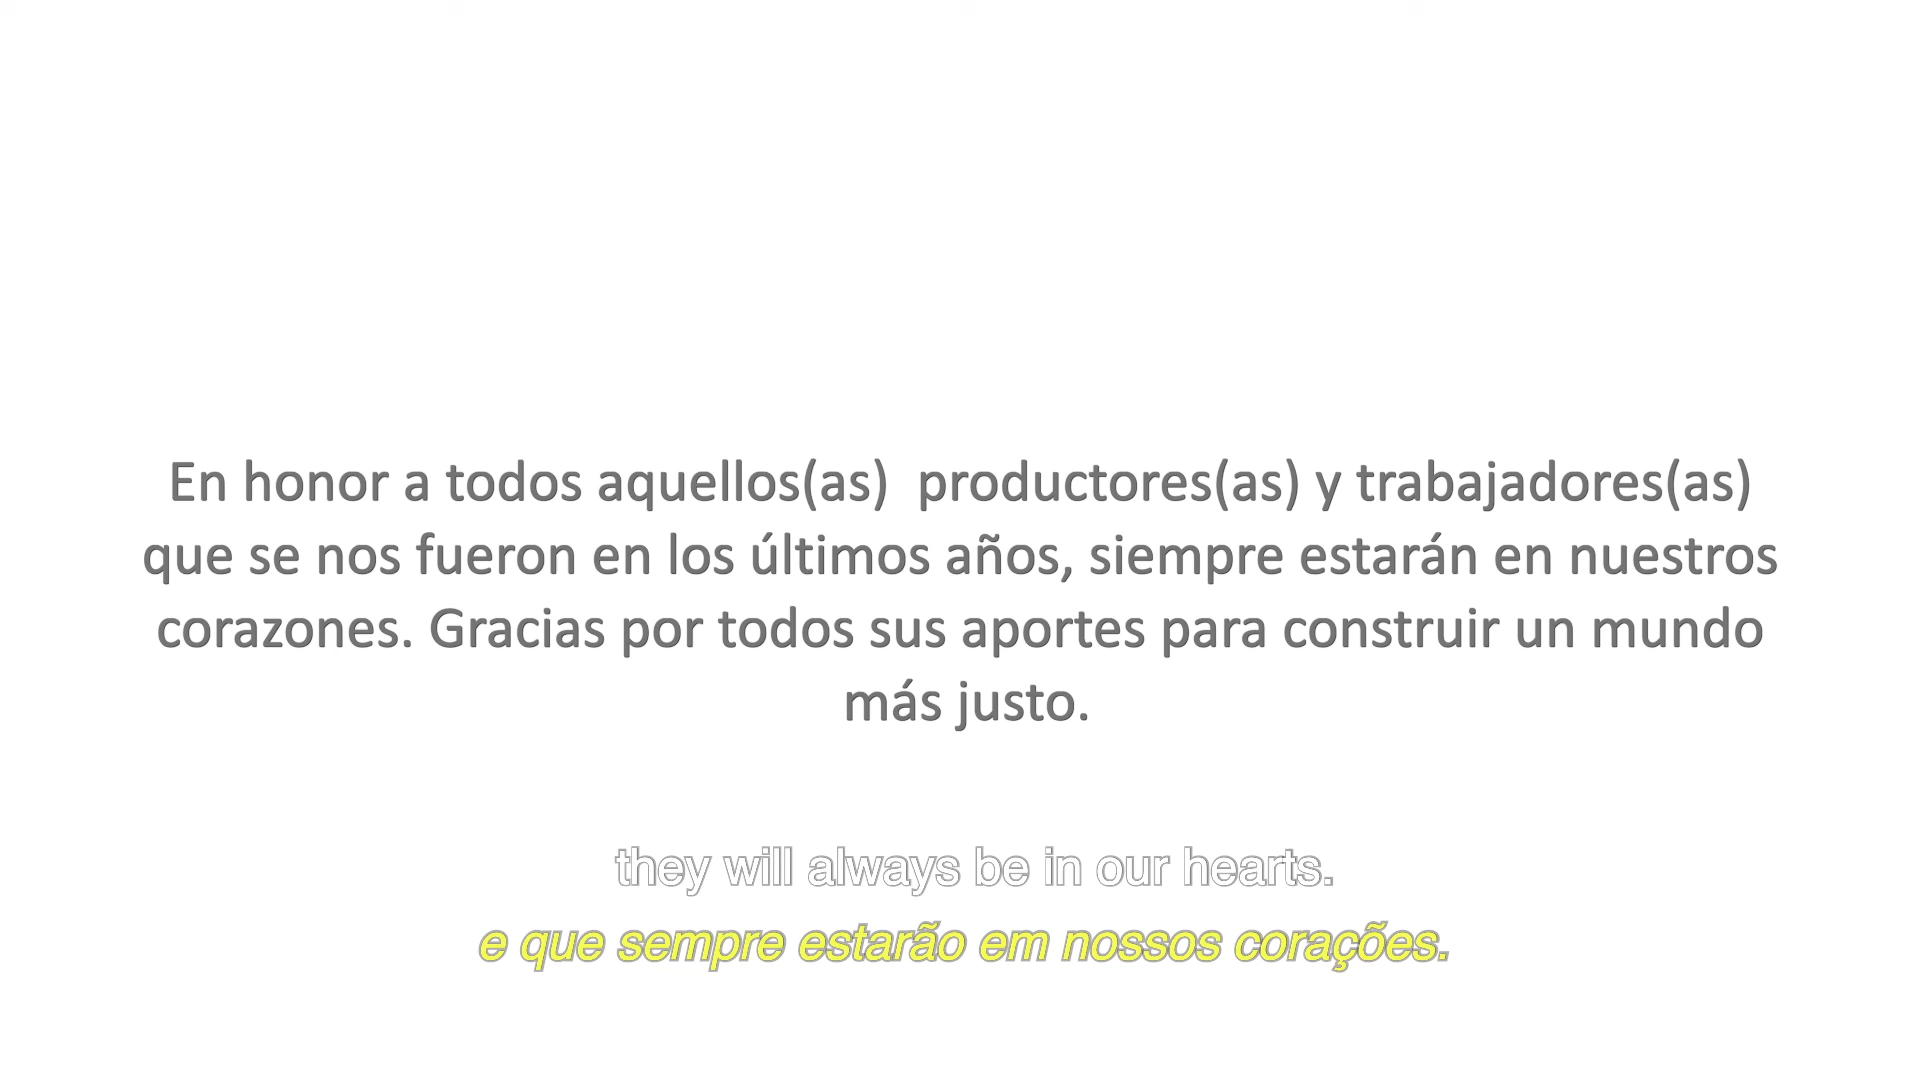 En honor a todos aquellos(as)  productores(as) y trabajadores(as)
que se nos fueron en los últimos años, siempre estarán en nuestros
corazones. Gracias por todos sus aportes para construir un mundo
más justo.
they will always be in our hearts.
e que sempre estarão em nossos corações.